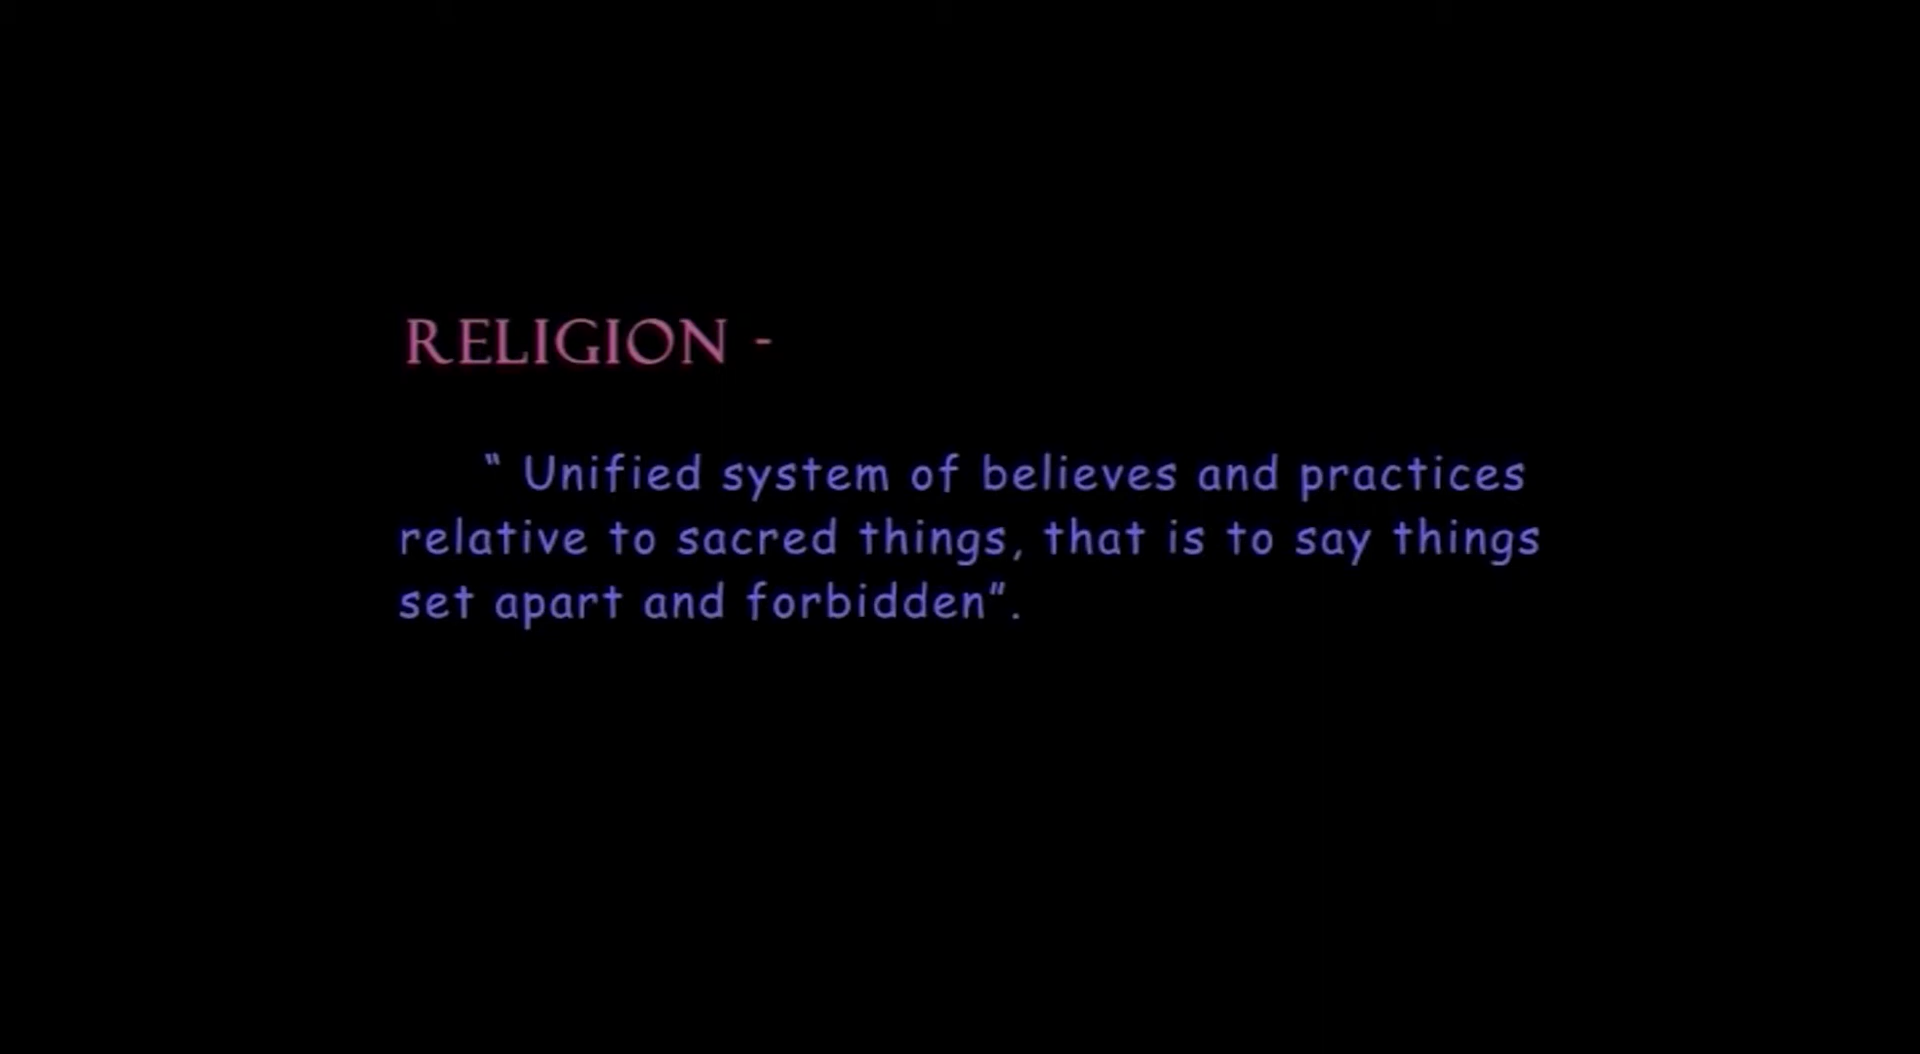 RELIGION -
“ Unified system of believes and practices
relative to sacred things, that is to say things
set apart and forbidden”.